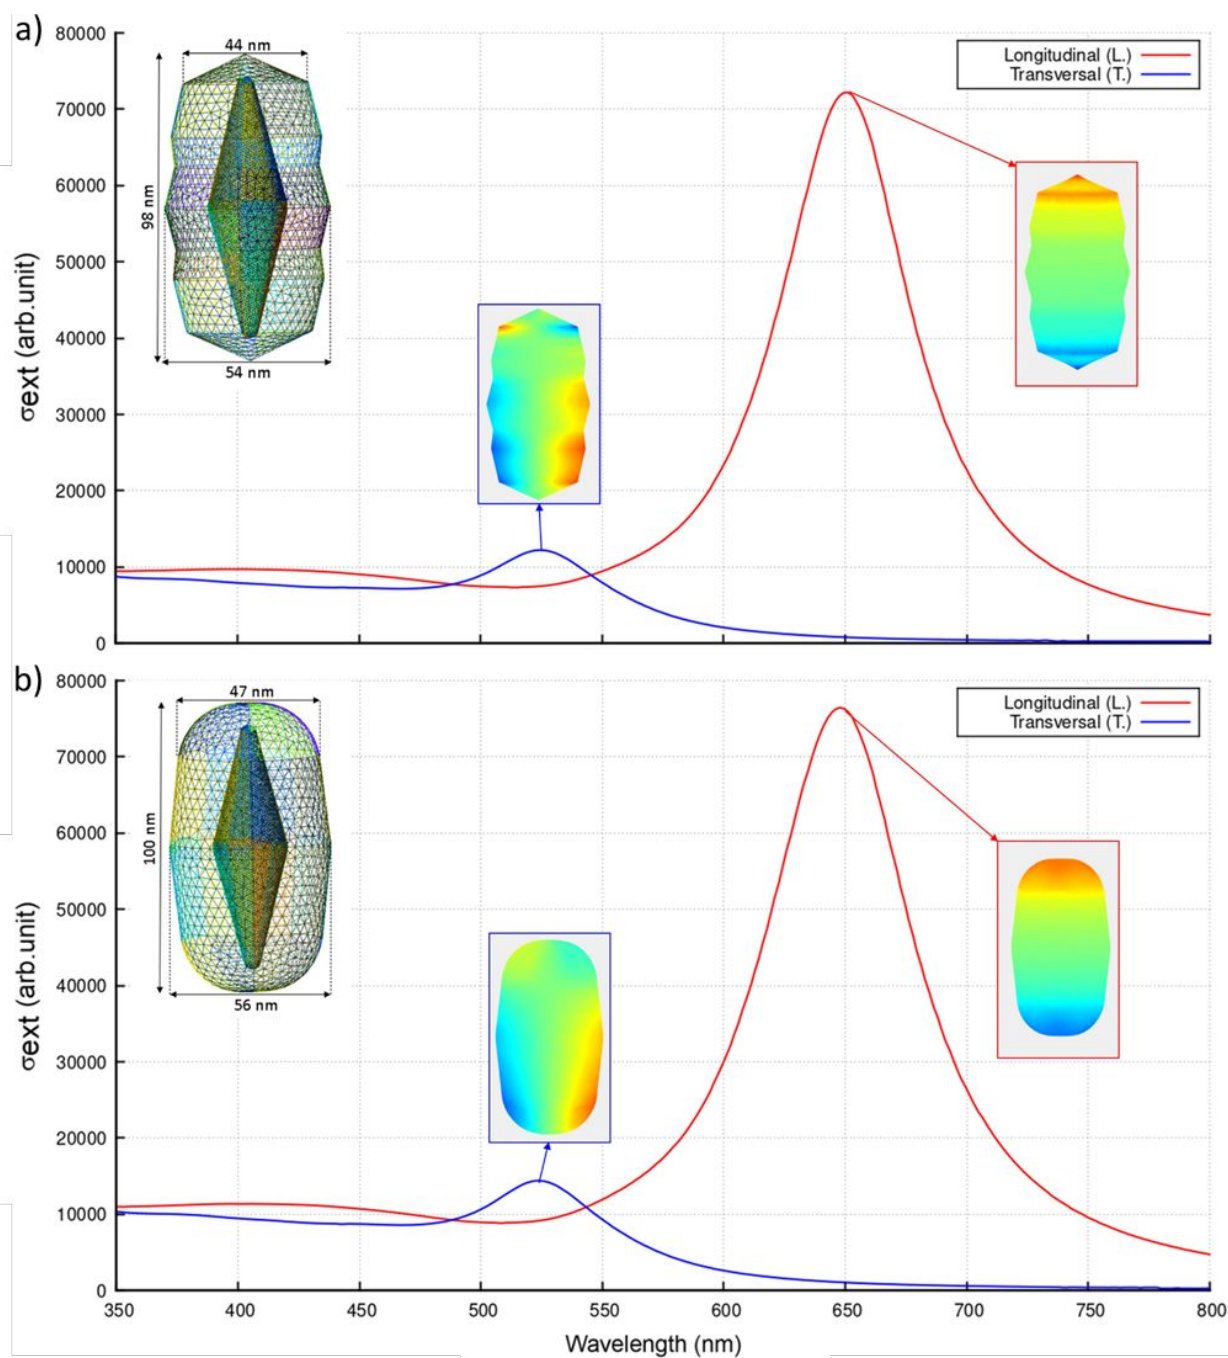 a)
80000
70000
60000
50000
40000
30000
20000
10000
0
σext (arb.unit)
44 nm
98 nm
54 nm
Longitudinal (L.)
Transversal (T.)
b)
80000
70000
60000
50000
40000
30000
20000
10000
0
σext (arb.unit)
47 nm
100 nm
56 nm
Longitudinal (L.)
Transversal (T.)
350 400 450 500 550 600 650 700 750 800
Wavelength (nm)